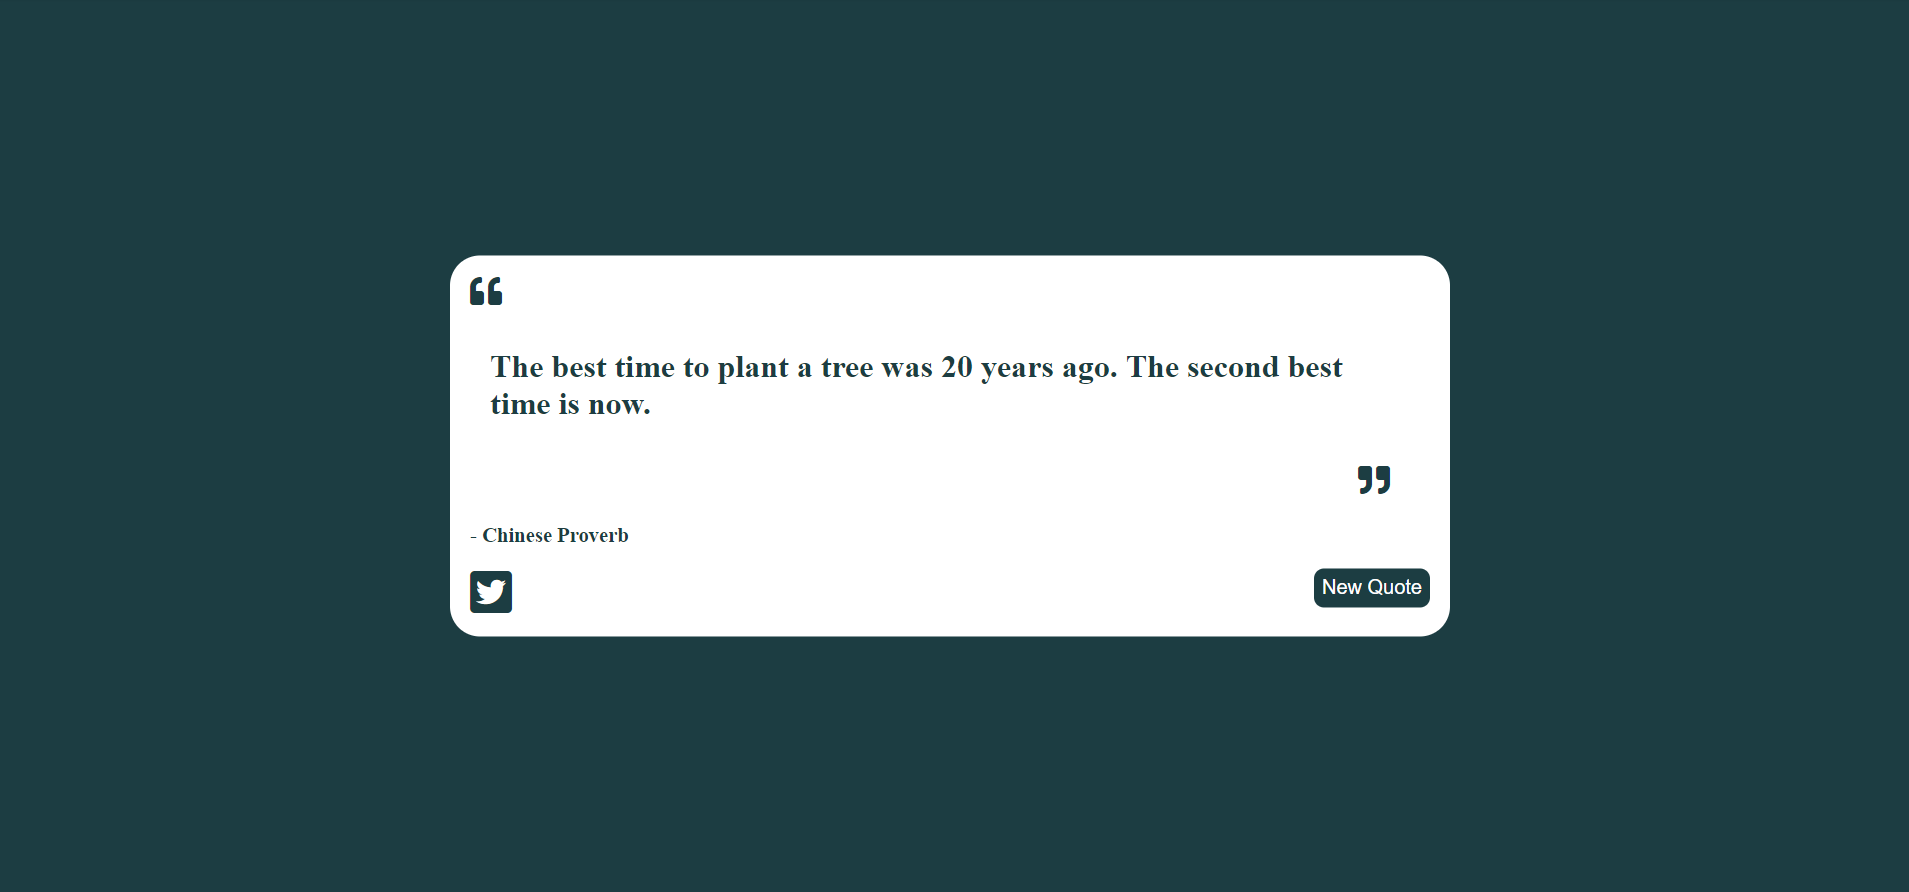 “
The best time to plant a tree was 20 years ago. The second best
time is now.
”
- Chinese Proverb
New Quote